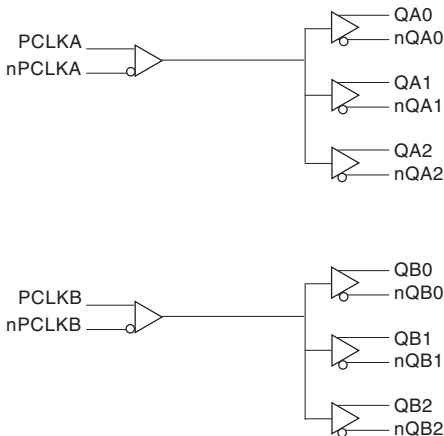 PCLKA
nPCLKA
QA0
nQA0
QA1
nQA1
QA2
nQA2
PCLKB
nPCLKB
QB0
nQB0
QB1
nQB1
QB2
nQB2